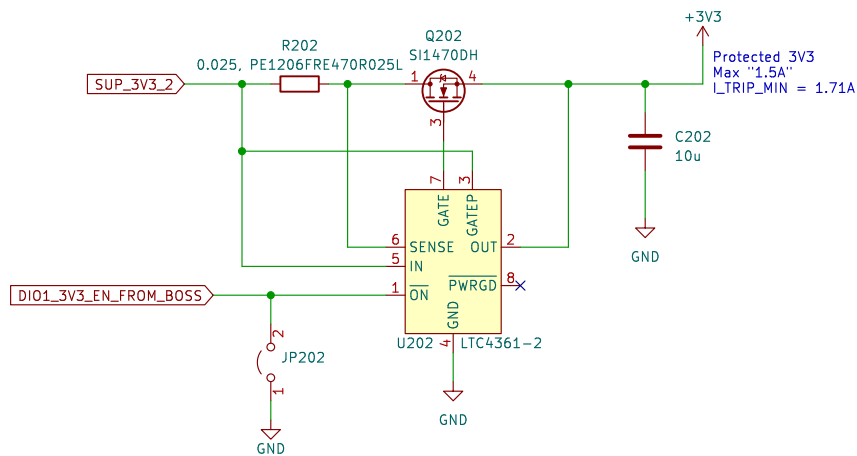 +3V3
Q202
SI1470DH
R202
0.025, PE1206FRE470R025L
Protected 3V3
Max "1.5A"
I_TRIP_MIN = 1.71A
SUP_3V3_2
1
4
3
C202
10u
GND
7
3
GATE
GATEP
6
SENSE
OUT
2
5
IN
PWRGD
8
DIO1_3V3_EN_FROM_BOSS
1
ON
GND
4
U202
LTC4361-2
2
JP202
1
GND
GND